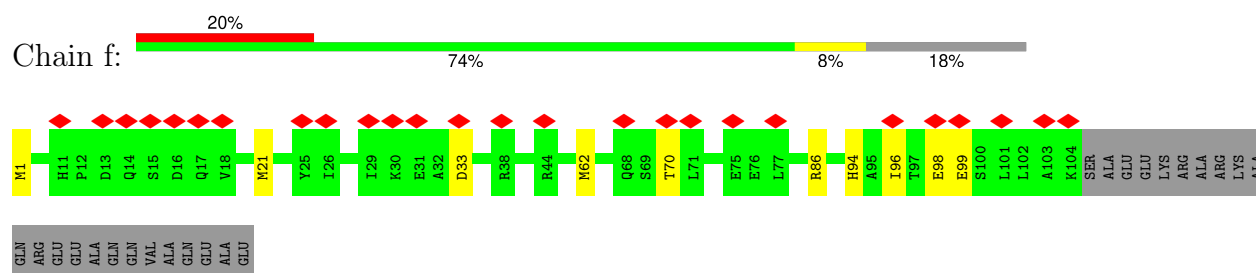 20%
Chain f:
74% 8% 18%
M1 H11 P12 D13 Q14 S15 D16 Q17 V18 M21 Y25 I26 I29 K30 E31 A32 D33 R38 R44 M62 Q68 S69 T70 L71 E75 E76 L77 R86 H94 A95 I96 T97 E98 E99 S100 L101 L102 A103 K104 SER ALA GLU GLU LYS ARG ALA ARG LYS ALA
GLN ARG GLU GLU ALA GLN GLN VAL ALA GLN GLU ALA GLU